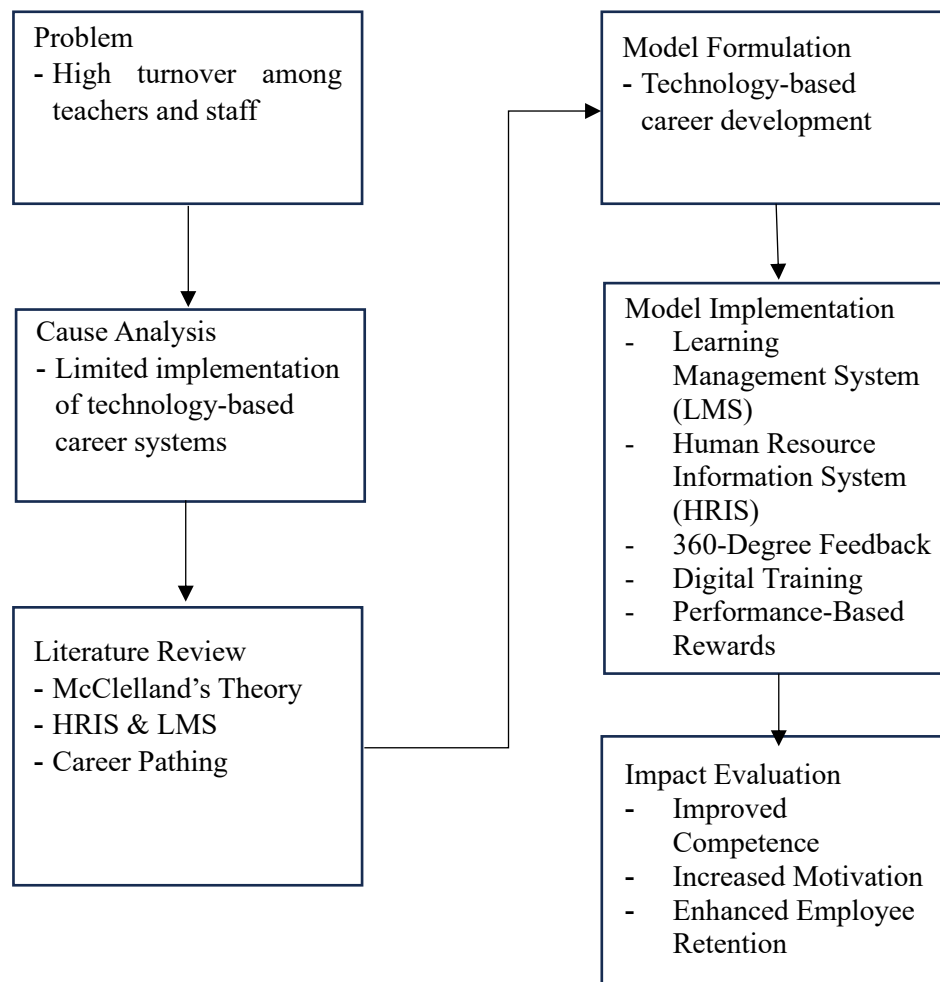 Problem
- High turnover among
teachers and staff
Cause Analysis
- Limited implementation
of technology-based
career systems
Literature Review
- McClelland’s Theory
- HRIS & LMS
- Career Pathing
Model Formulation
- Technology-based
career development
Model Implementation
- Learning
Management System
(LMS)
- Human Resource
Information System
(HRIS)
- 360-Degree Feedback
- Digital Training
- Performance-Based
Rewards
Impact Evaluation
- Improved
Competence
- Increased Motivation
- Enhanced Employee
Retention